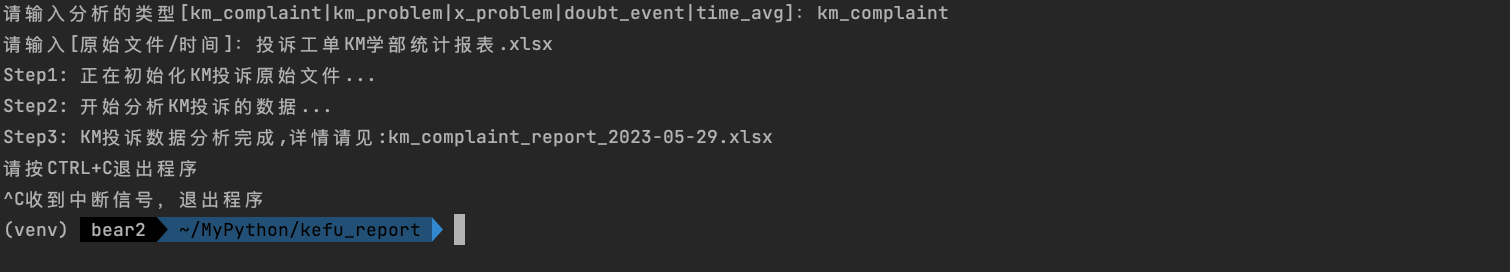 请输入分析的类型[km_complaint|km_problem|x_problem|doubt_event|time_avg]: km_complaint
请输入[原始文件/时间]: 投诉工单KM学部统计报表.xlsx
Step1: 正在初始化KM投诉原始文件...
Step2: 开始分析KM投诉的数据...
Step3: KM投诉数据分析完成,详情请见:km_complaint_report_2023-05-29.xlsx
请按CTRL+C退出程序
^C收到中断信号, 退出程序
(venv) bear2 ~/MyPython/kefu_report